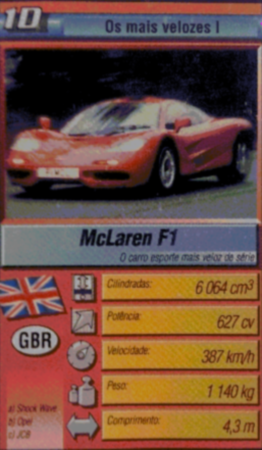 1D
Os mais velozes I
McLaren F1
O carro esporte mais veloz de série
Cilindradas: 6 064 cm³
Potência: 627 cv
GBR
Velocidade: 387 km/h
Peso: 1 140 kg
a) Shock Wave
b) Opel
c) JCB
Comprimento: 4,3 m